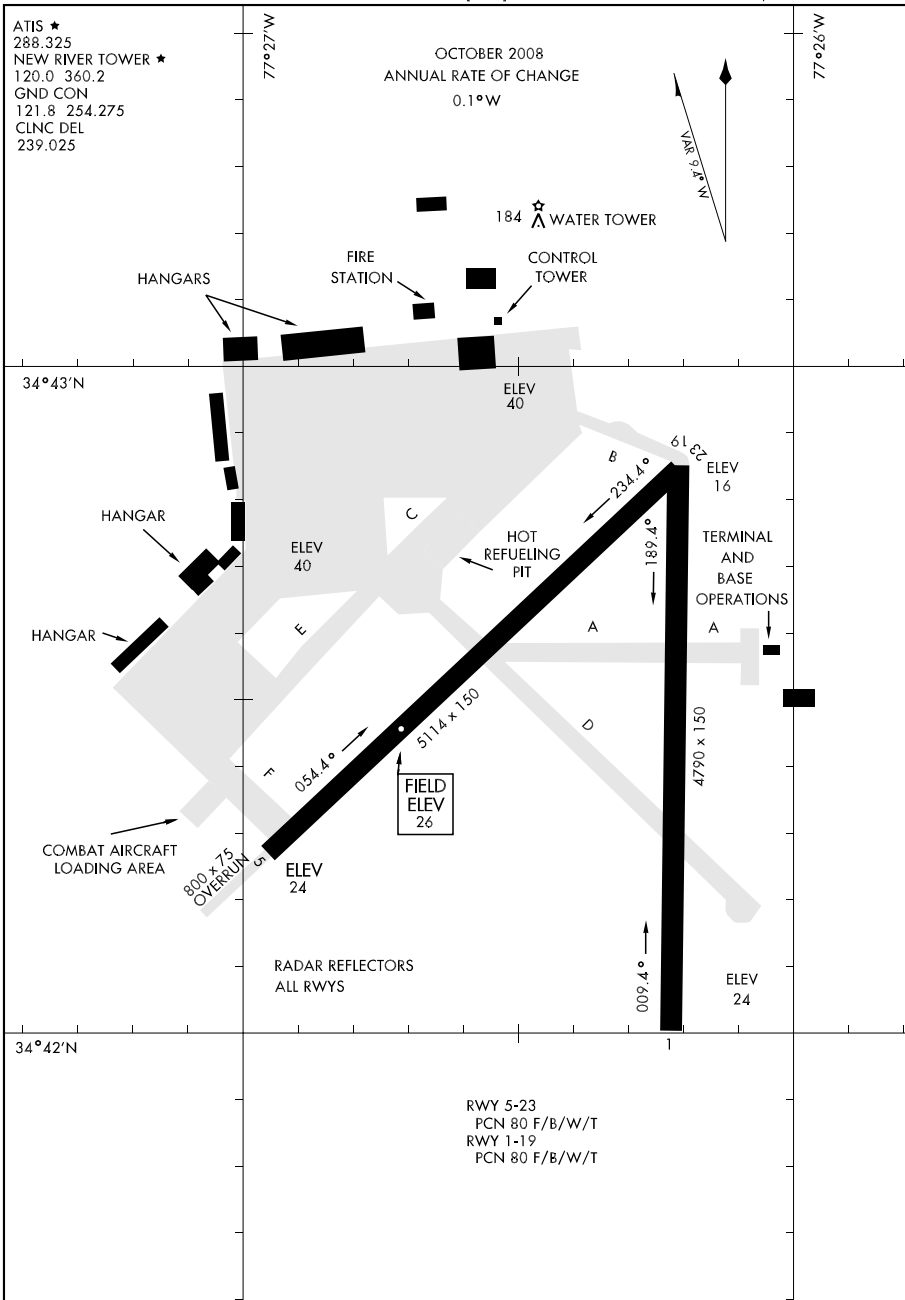 ATIS ★
288.325
NEW RIVER TOWER ★
120.0 360.2
GND CON
121.8 254.275
CLNC DEL
239.025
77°27'W
OCTOBER 2008
ANNUAL RATE OF CHANGE
0.1°W
77°26'W
VAR 9.4° W
184
WATER TOWER
FIRE
STATION
CONTROL
TOWER
HANGARS
34°43'N
ELEV
40
19
23
B
ELEV
16
234.4°
C
189.4°
HANGAR
ELEV
40
HOT
REFUELING
PIT
TERMINAL
AND
BASE
OPERATIONS
HANGAR
E
A
A
5114 x 150
D
4790 x 150
054.4°
F
FIELD
ELEV
26
COMBAT AIRCRAFT
LOADING AREA
800 x 75
OVERRUN
5
ELEV
24
RADAR REFLECTORS
ALL RWYS
009.4°
ELEV
24
34°42'N
1
RWY 5-23
PCN 80 F/B/W/T
RWY 1-19
PCN 80 F/B/W/T